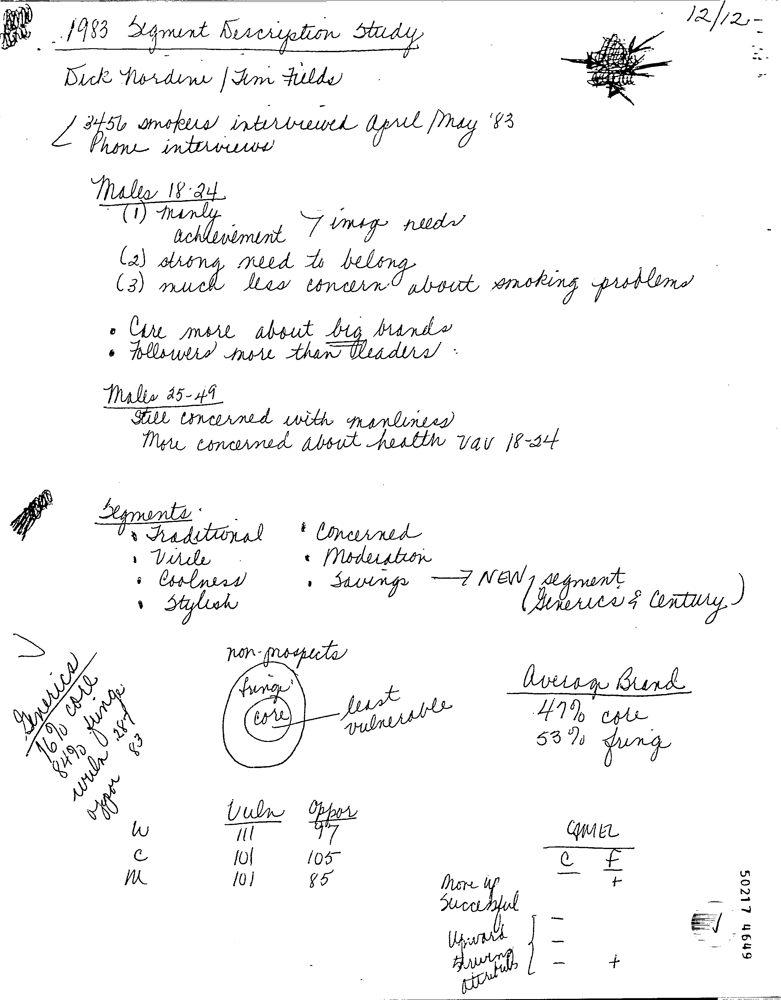 12/12-
1983 Segment Description Study
Dick Nordine / Jim Fields
3456 smokers interviewed April/May '83
Phone interviews
Males 18-24
(1) manly
achievement } imag needs
(2) strong need to belong
(3) much less concern about smoking problems
• Care more about big brands
• Followers more than leaders
Males 25-49
Still concerned with manliness
More concerned about health vav 18-24
Segments:
• Traditional • Concerned
• Virile • Moderation
• Coolness • Savings → NEW segment
• Stylish (Generics & Century)
Generics
16% core
84% fringe
vuln 287
oppor 83
non-prospects
fringe
core
least
vulnerable
Average Brand
47% core
53% fring
Vuln Oppor
W 111 97
C 101 105
M 101 85
CAMEL
C F
More up +
Successful
Upward
Striving
attributs
-
-
- +
50217 4649